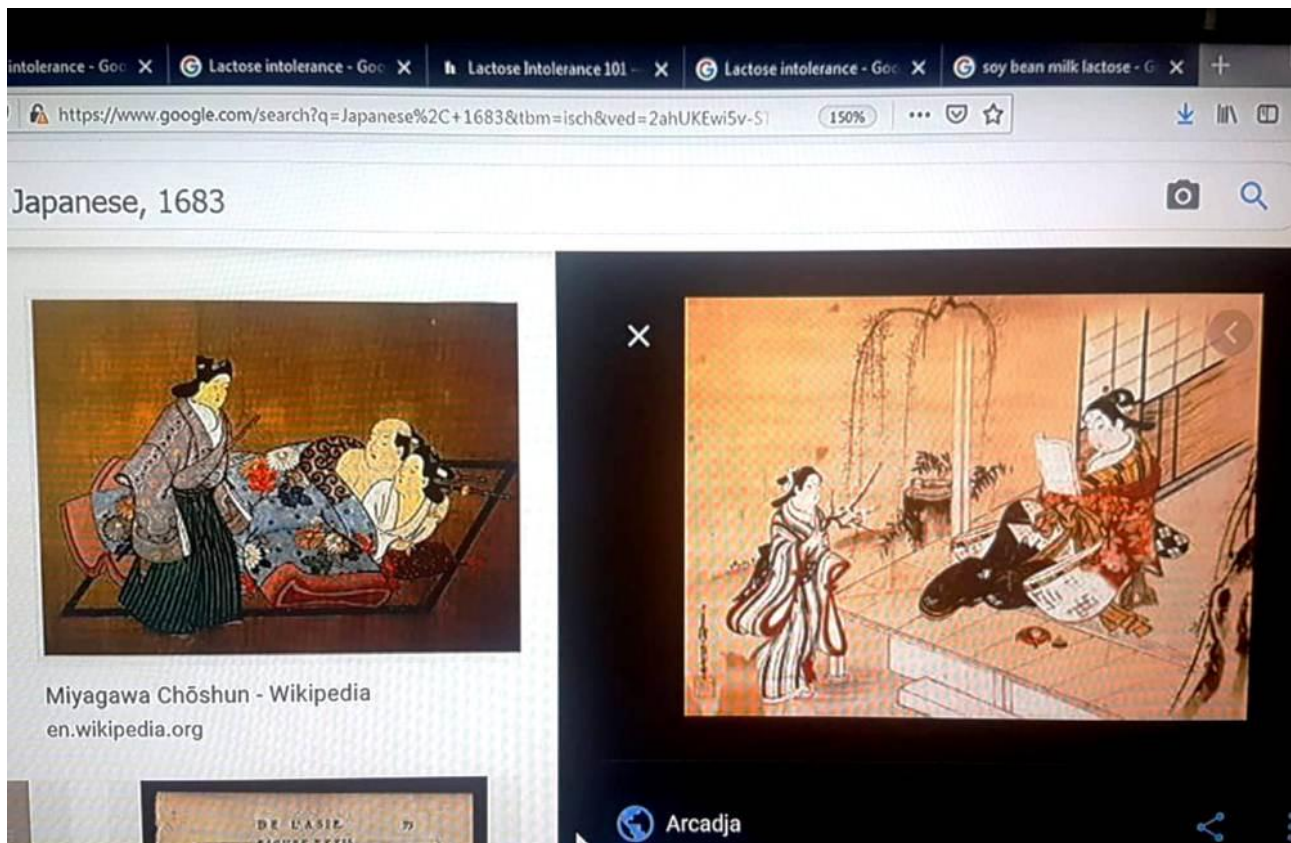 intolerance - Goo
Lactose intolerance - Goo
h Lactose Intolerance 101 -
Lactose intolerance - Goo
soy bean milk lactose - G
https://www.google.com/search?q=Japanese%2C+1683&tbm=isch&ved=2ahUKEwi5v-S
150%
Japanese, 1683
Miyagawa Chōshun - Wikipedia
en.wikipedia.org
DE L'ASIE
Arcadja